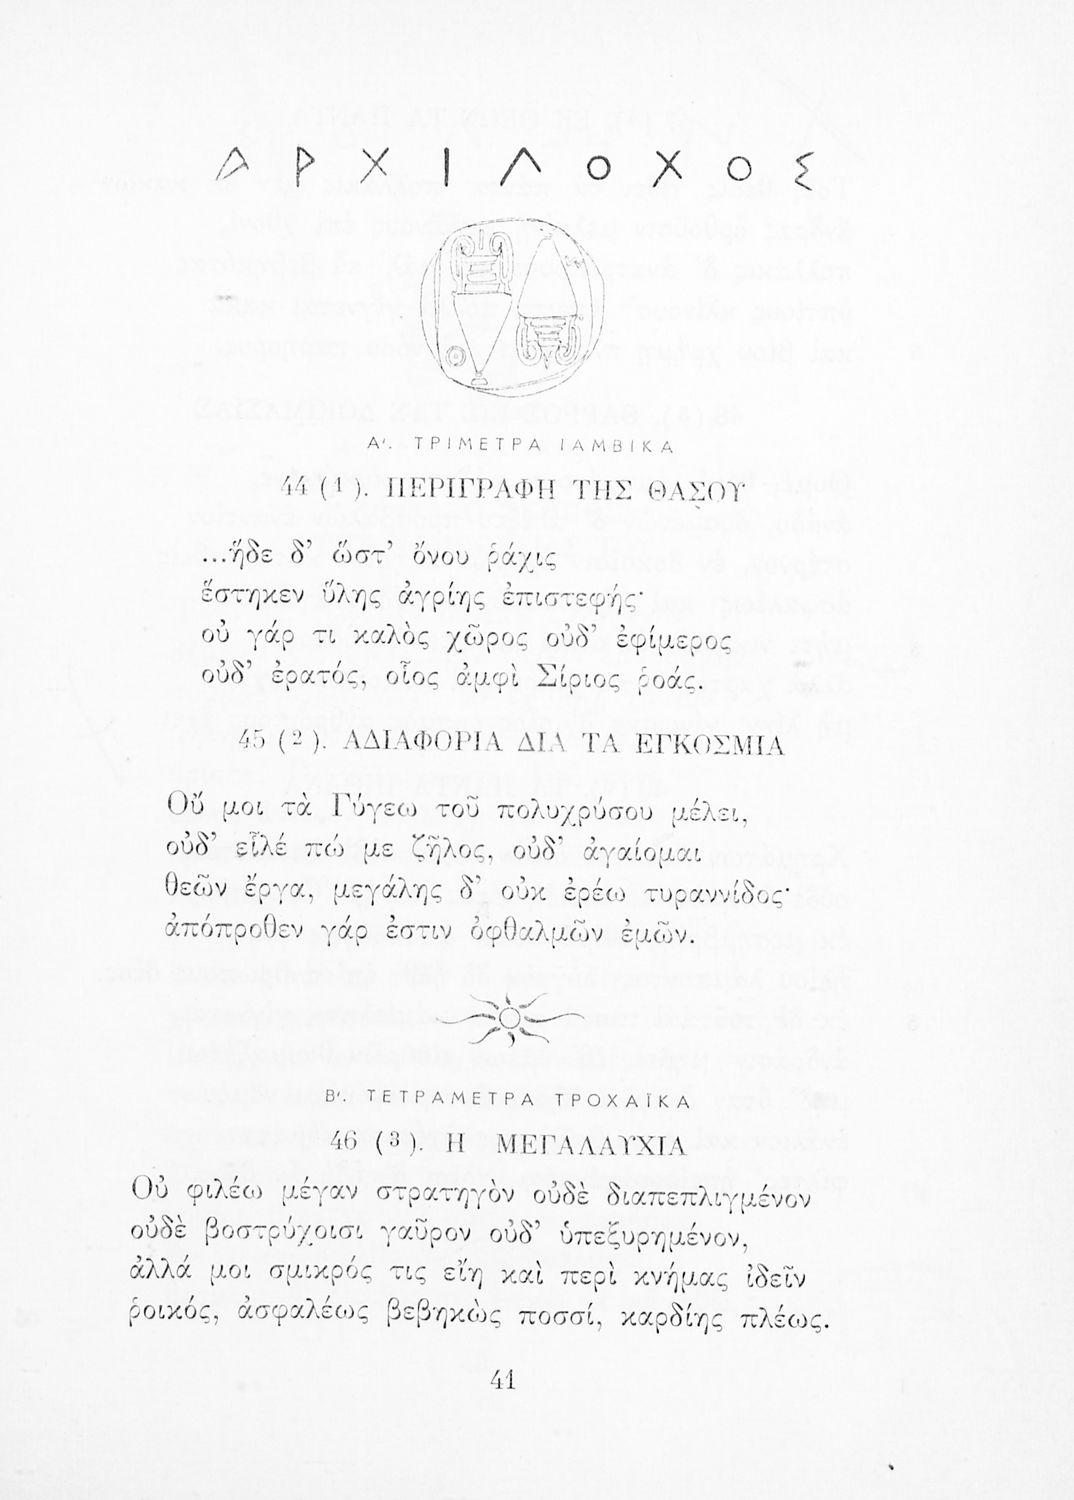 ΑΡΧΙΛΟΧΟΣ
Α'. ΤΡΙΜΕΤΡΑ ΙΑΜΒΙΚΑ
44 (1). ΠΕΡΙΓΡΑΦΗ ΤΗΣ ΘΑΣΟΥ
...ἥδε δ’ ὥστ’ ὄνου ῥάχις
ἕστηκεν ὕλης ἀγρίης ἐπιστεφής·
οὐ γάρ τι καλὸς χῶρος οὐδ’ ἐφίμερος
οὐδ’ ἐρατός, οἷος ἀμφὶ Σίριος ῥοάς.
45 (2). ΑΔΙΑΦΟΡΙΑ ΔΙΑ ΤΑ ΕΓΚΟΣΜΙΑ
Οὔ μοι τὰ Γύγεω τοῦ πολυχρύσου μέλει,
οὐδ’ εἷλέ πώ με ζῆλος, οὐδ’ ἀγαίομαι
θεῶν ἔργα, μεγάλης δ’ οὐκ ἐρέω τυραννίδος·
ἀπόπροθεν γάρ ἐστιν ὀφθαλμῶν ἐμῶν.
Β'. ΤΕΤΡΑΜΕΤΡΑ ΤΡΟΧΑΪΚΑ
46 (3). Η ΜΕΓΑΛΑΥΧΙΑ
Οὐ φιλέω μέγαν στρατηγὸν οὐδὲ διαπεπλιγμένον
οὐδὲ βοστρύχοισι γαῦρον οὐδ’ ὑπεξυρημένον,
ἀλλά μοι σμικρός τις εἴη καὶ περὶ κνήμας ἰδεῖν
ῥοικός, ἀσφαλέως βεβηκὼς ποσσί, καρδίης πλέως.
41